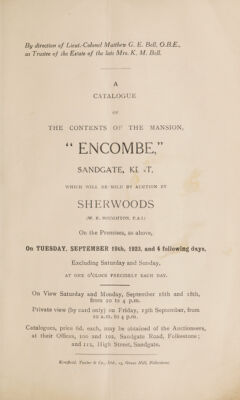 By direction of Lieut.-Colonel Matthew G. E. Bell, O.B.E.,
as Trustee of the Estate of the late Mrs. K. M. Bell.
A
CATALOGUE
OF
THE CONTENTS OF THE MANSION,
“ ENCOMBE,”
SANDGATE, KENT.
WHICH WILL BE SOLD BY AUCTION BY
SHERWOODS
(W. E. NOUGHTON, F.A.I.)
On the Premises, as above,
On TUESDAY, SEPTEMBER 19th, 1923, and 4 following days.
Excluding Saturday and Sunday,
AT ONE O'CLOCK PRECISELY EACH DAY.
On View Saturday and Monday, September 16th and 18th,
from 10 to 4 p.m.
Private view (by card only) on Friday, 15th September, from
10 a.m. to 4 p.m.
Catalogues, price 6d. each, may be obtained of the Auctioneers,
at their Offices, 100 and 102, Sandgate Road, Folkestone;
and 112, High Street, Sandgate.